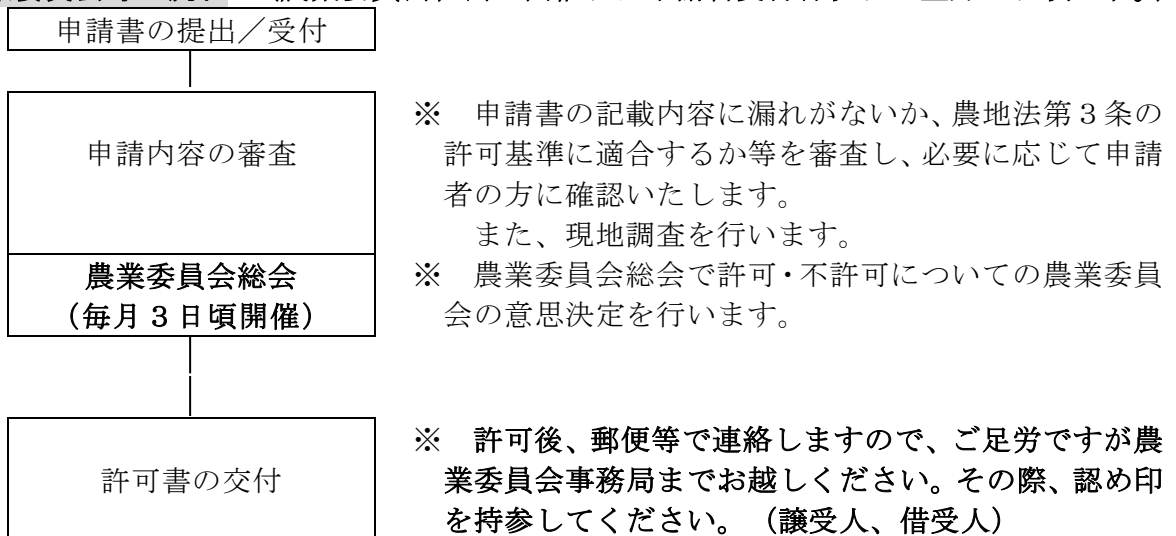 申請書の提出／受付
申請内容の審査
※　申請書の記載内容に漏れがないか、農地法第３条の
許可基準に適合するか等を審査し、必要に応じて申請
者の方に確認いたします。
また、現地調査を行います。
農業委員会総会
（毎月３日頃開催）
※　農業委員会総会で許可・不許可についての農業委員
会の意思決定を行います。
許可書の交付
※　許可後、郵便等で連絡しますので、ご足労ですが農
業委員会事務局までお越しください。その際、認め印
を持参してください。（譲受人、借受人）